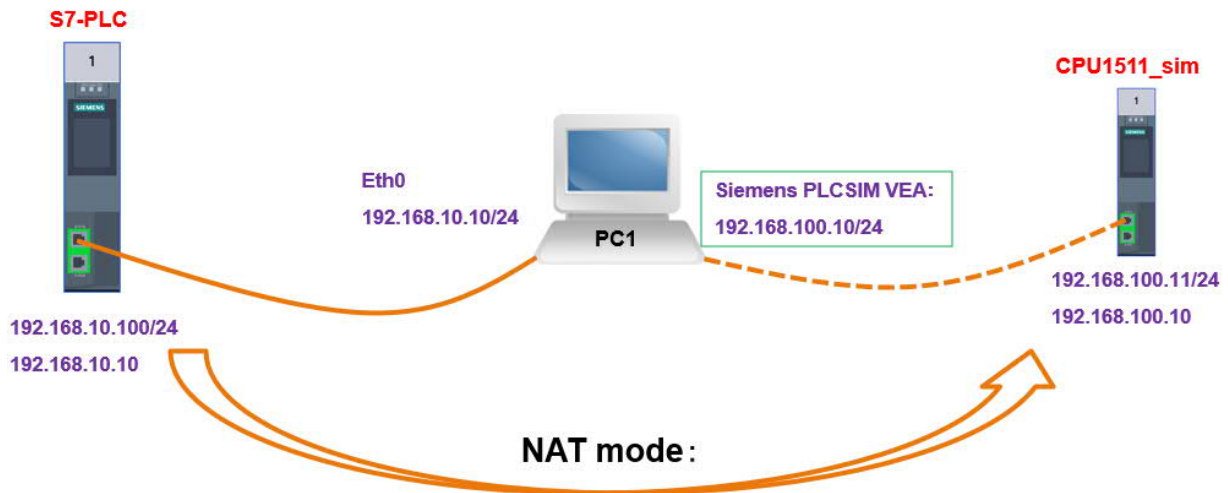 S7-PLC
1
SIEMENS
CPU1511_sim
1
Eth0
192.168.10.10/24
PC1
Siemens PLCSIM VEA:
192.168.100.10/24
192.168.10.100/24
192.168.10.10
192.168.100.11/24
192.168.100.10
NAT mode：